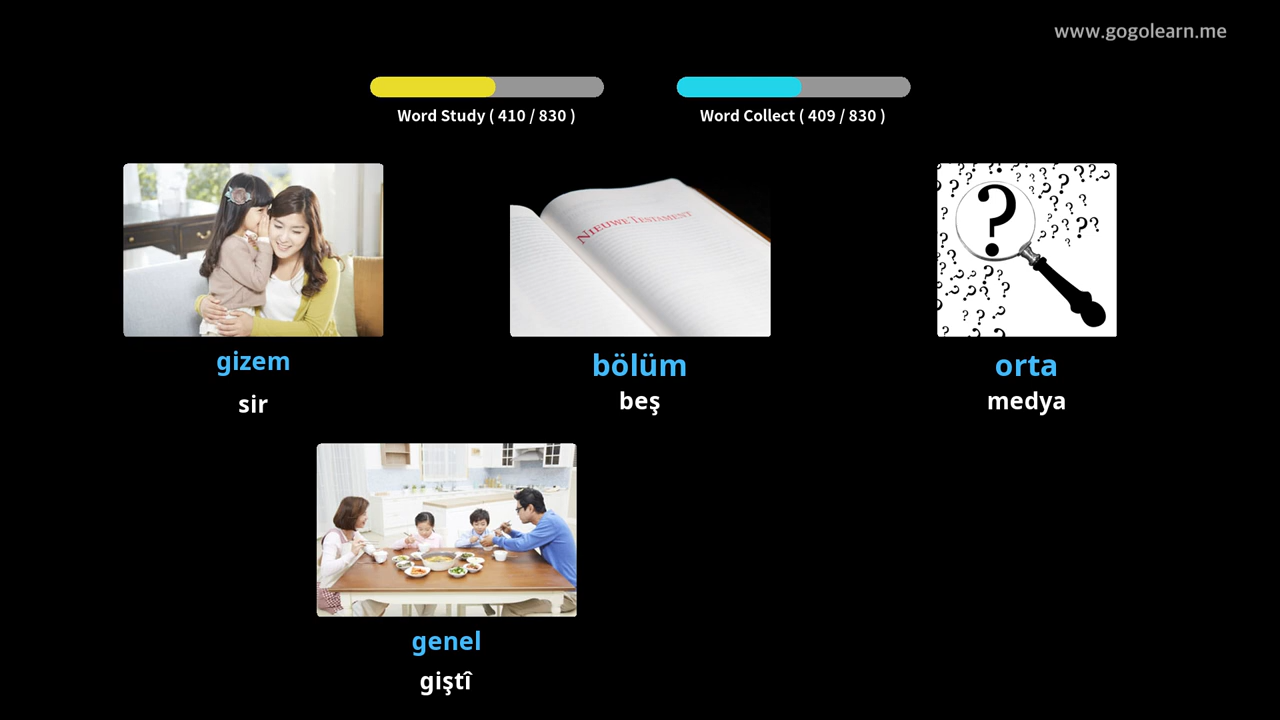 www.gogolearn.me
Word Study ( 410 / 830 )
Word Collect ( 409 / 830 )
NIEUWE TESTAMENT
gizem
sir
bölüm
beş
orta
medya
genel
giştî